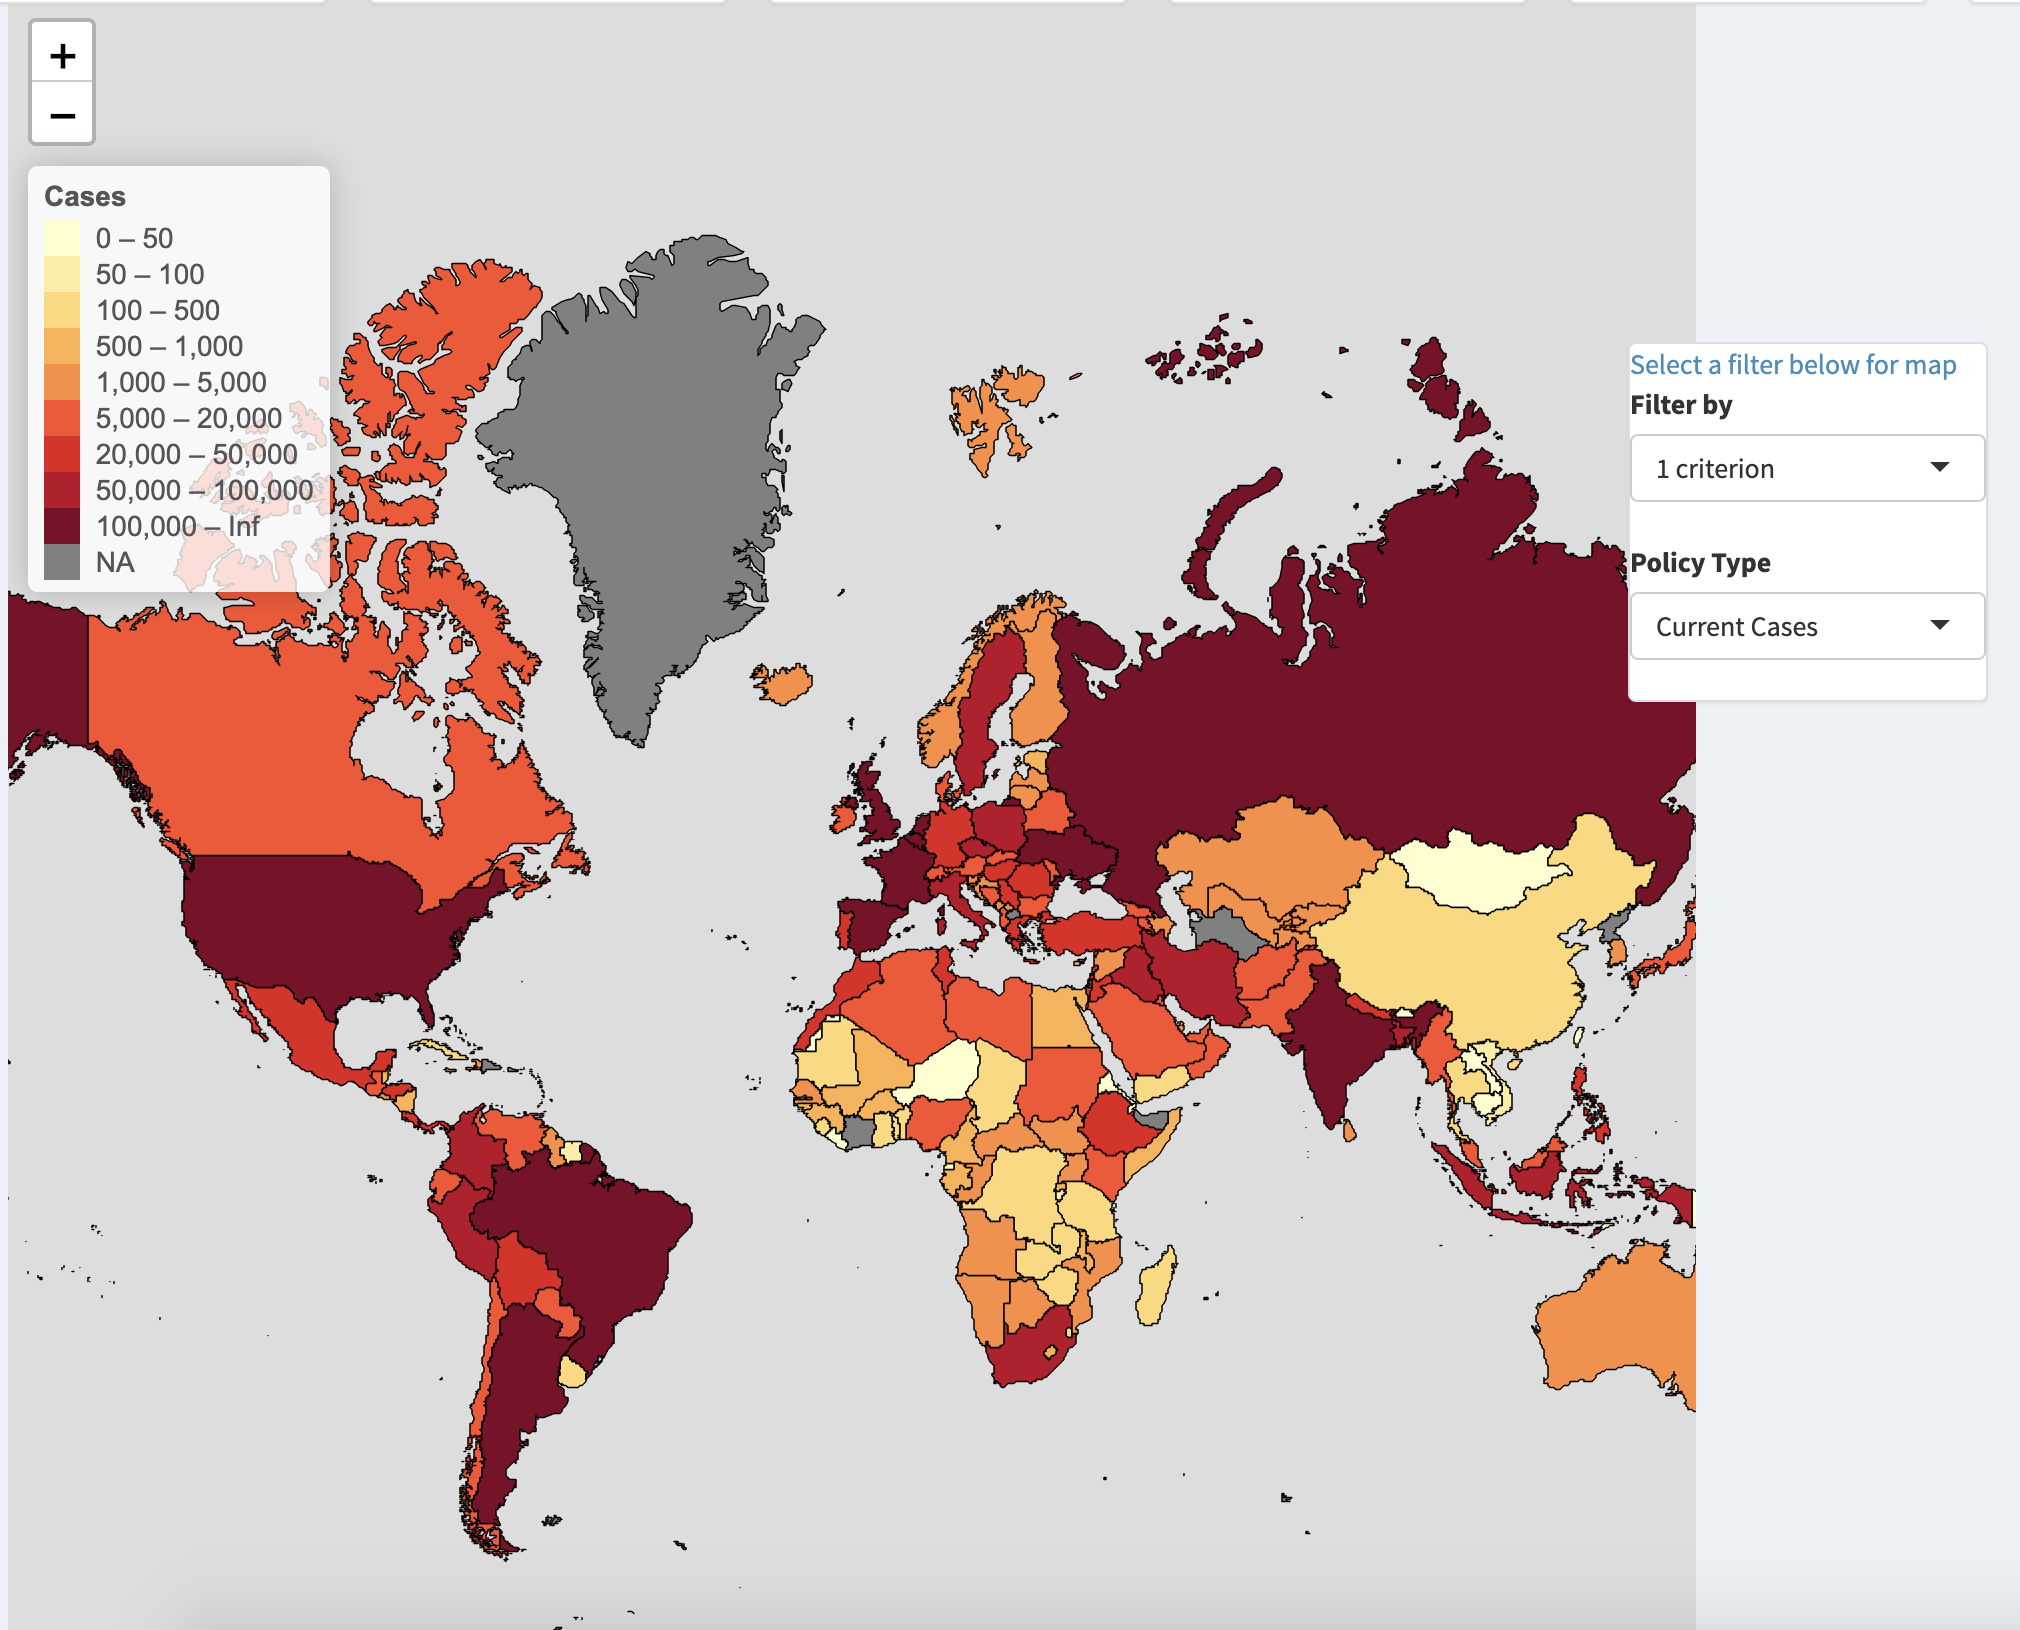 +
−
Cases
0 – 50
50 – 100
100 – 500
500 – 1,000
1,000 – 5,000
5,000 – 20,000
20,000 – 50,000
50,000 – 100,000
100,000 – Inf
NA
Select a filter below for map
Filter by
1 criterion
Policy Type
Current Cases